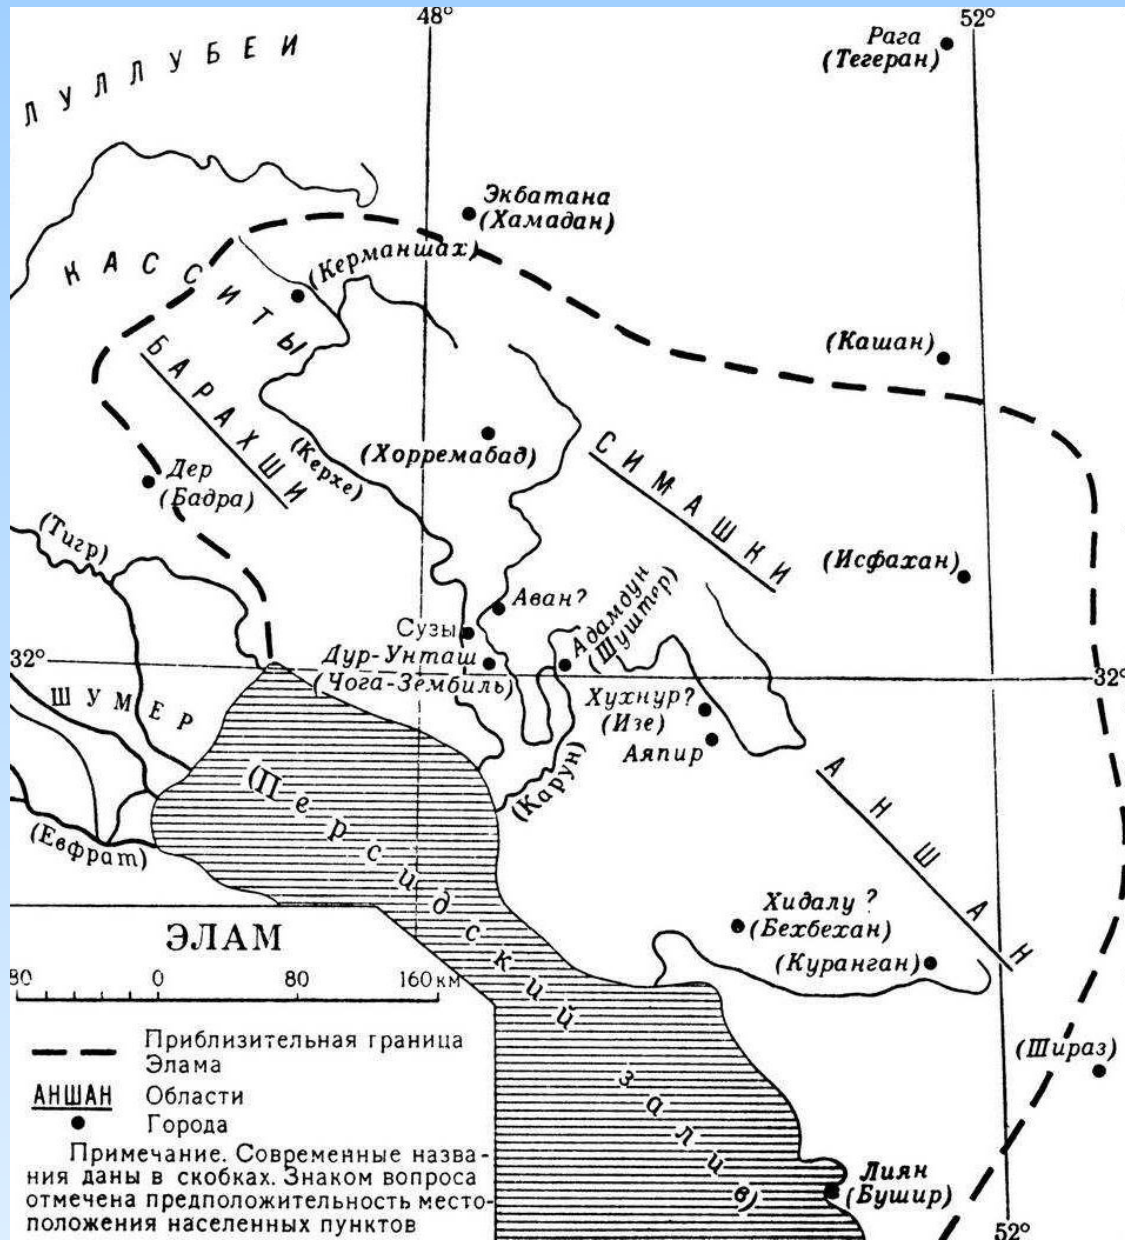 48°
52°
Рага
(Тегеран)
ЛУЛЛУБЕИ
Экбатана
(Хамадан)
КАССИТЫ
(Керманшах)
(Кашан)
БАРАХШИ
(Хорремабад)
(Керхе)
СИМАШКИ
Дер
(Бадра)
(Тигр)
(Исфахан)
Аван?
Адамдун
(Шуштер)
Сузы
32°
Дур-Унташ
(Чога-Зембиль)
32°
ШУМЕР
Хухнур?
(Изе)
Аяпир
(Карун)
АНШАН
(Персидский залив)
(Евфрат)
Хидалу ?
(Бехбехан)
(Куранган)
ЭЛАМ
80 0 80 160 км
(Шираз)
Приблизительная граница
Элама
АНШАН Области
Города
Примечание. Современные назва-
ния даны в скобках. Знаком вопроса
отмечена предположительность место-
положения населенных пунктов
Лиян
(Бушир)
52°